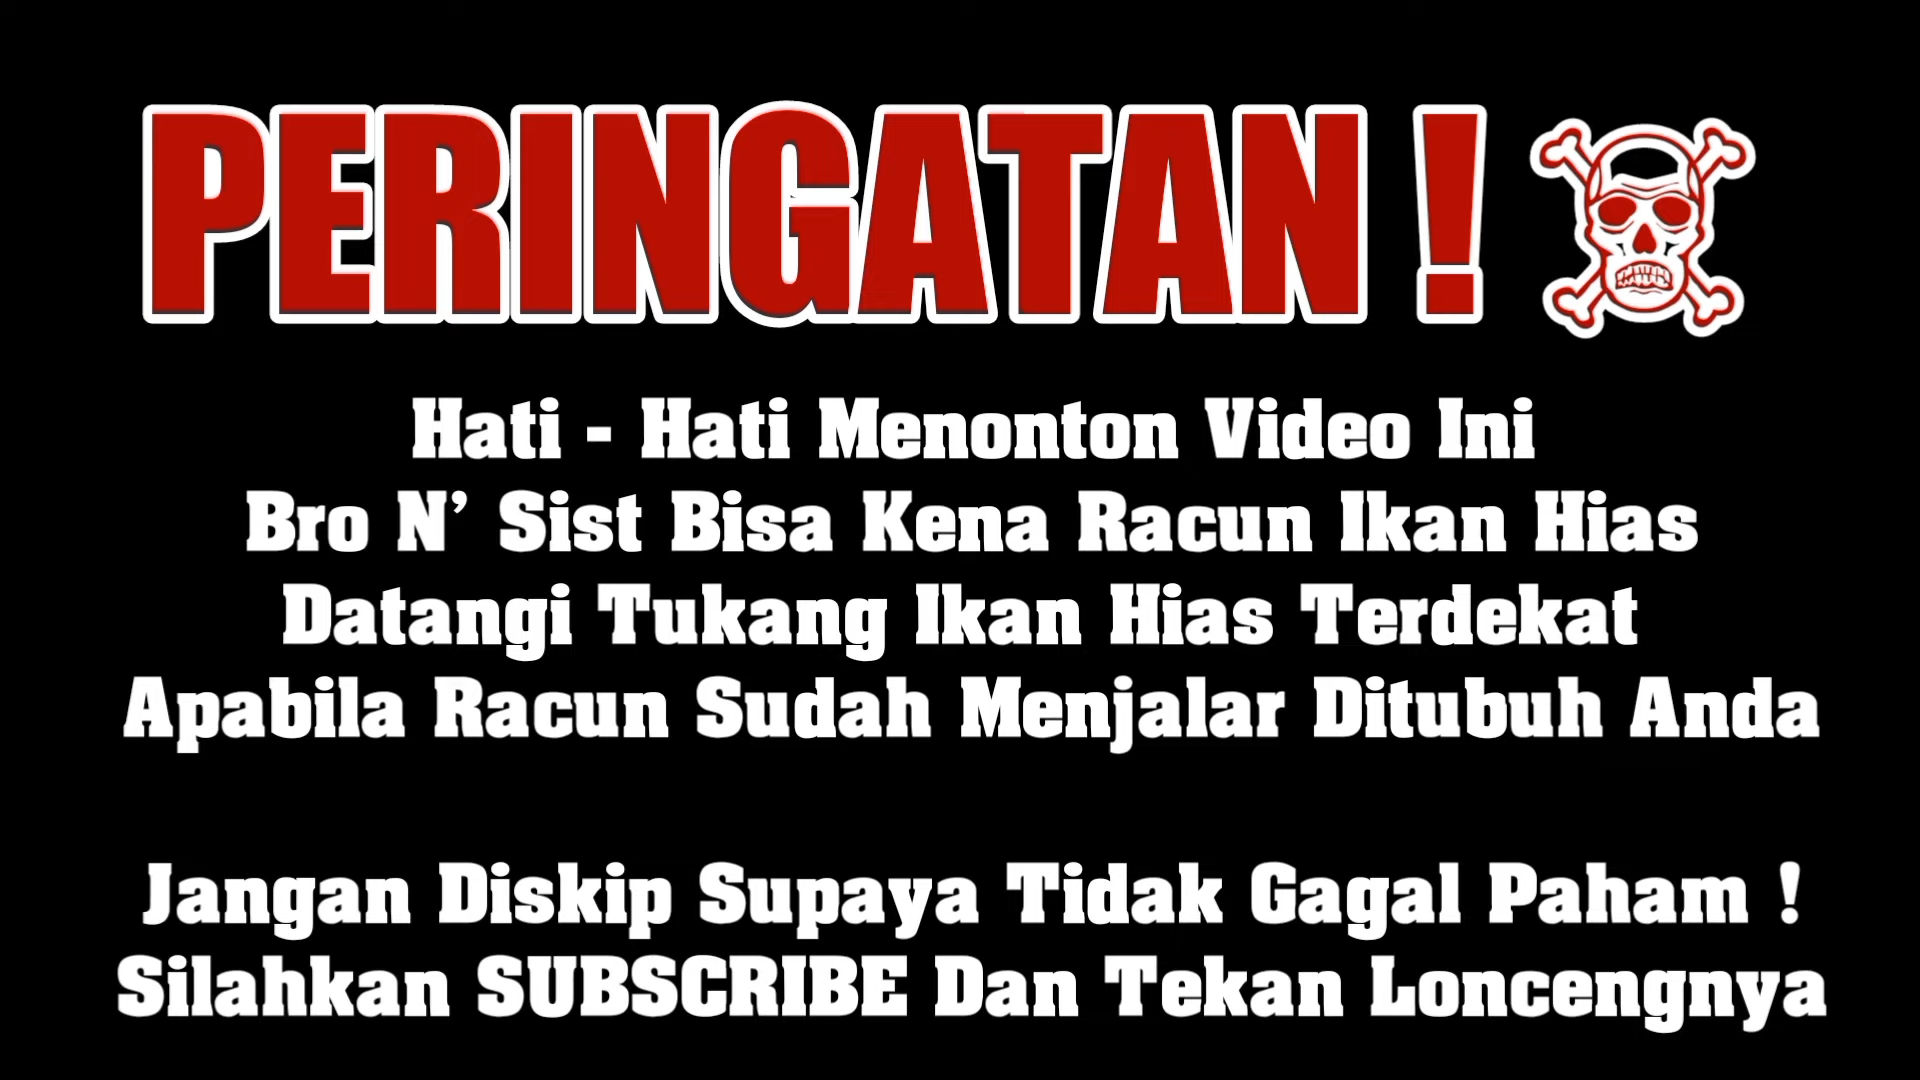 PERINGATAN !
Hati - Hati Menonton Video Ini
Bro N’ Sist Bisa Kena Racun Ikan Hias
Datangi Tukang Ikan Hias Terdekat
Apabila Racun Sudah Menjalar Ditubuh Anda
Jangan Diskip Supaya Tidak Gagal Paham !
Silahkan SUBSCRIBE Dan Tekan Loncengnya